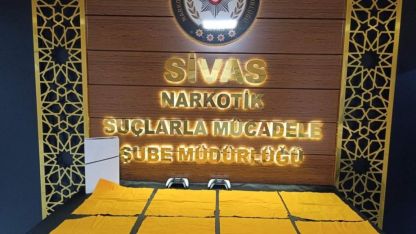 SİVAS
NARKOTİK
SUÇLARLA MÜCADELE
ŞUBE MÜDÜRLÜĞÜ